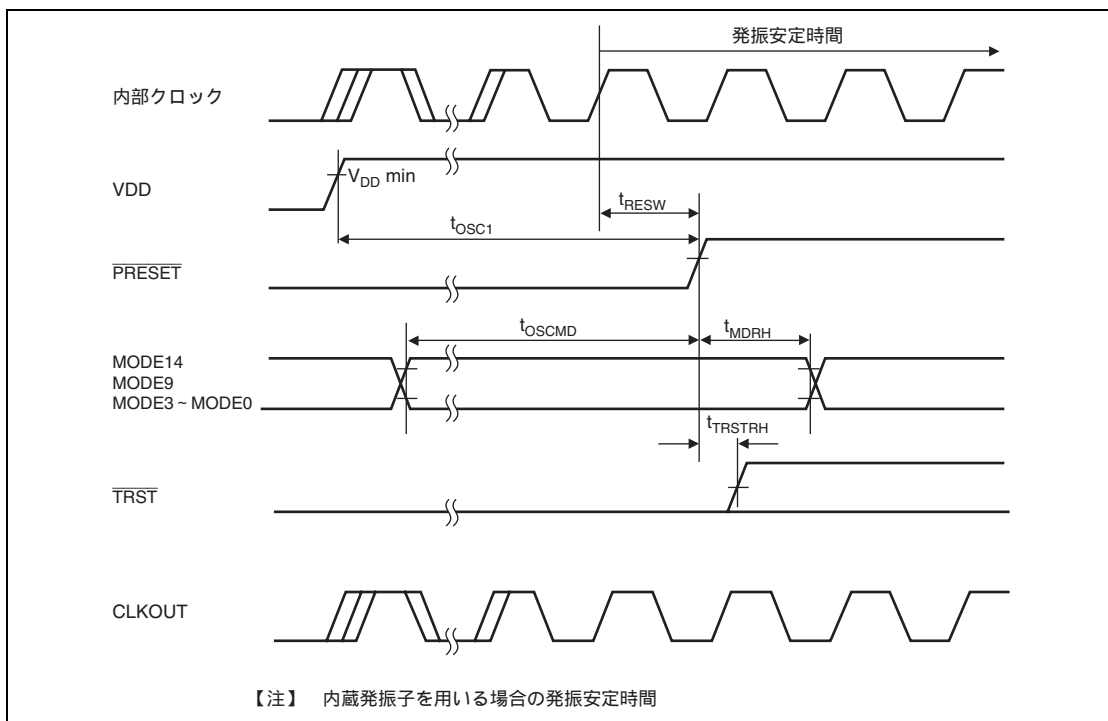 発振安定時間
内部クロック
VDD
VDD min
tRESW
tOSC1
PRESET
tOSCMD
tMDRH
MODE14
MODE9
MODE3 ~ MODE0
tTRSTRH
TRST
CLKOUT
【注】 内蔵発振子を用いる場合の発振安定時間